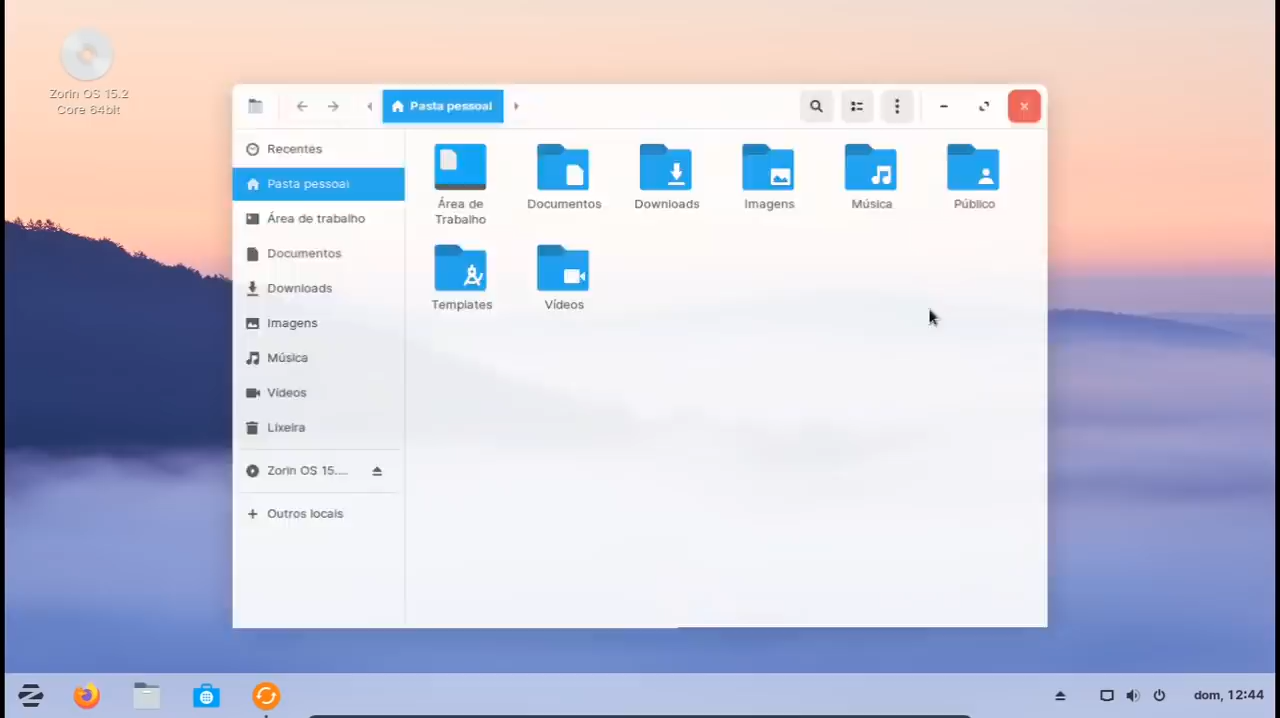 Zorin OS 15.2
Core 64bit
Pasta pessoal
Recentes
Pasta pessoal
Área de trabalho
Documentos
Downloads
Imagens
Música
Vídeos
Lixeira
Zorin OS 15....
Outros locais
Área de
Trabalho
Documentos
Downloads
Imagens
Música
Público
Templates
Vídeos
dom, 12:44